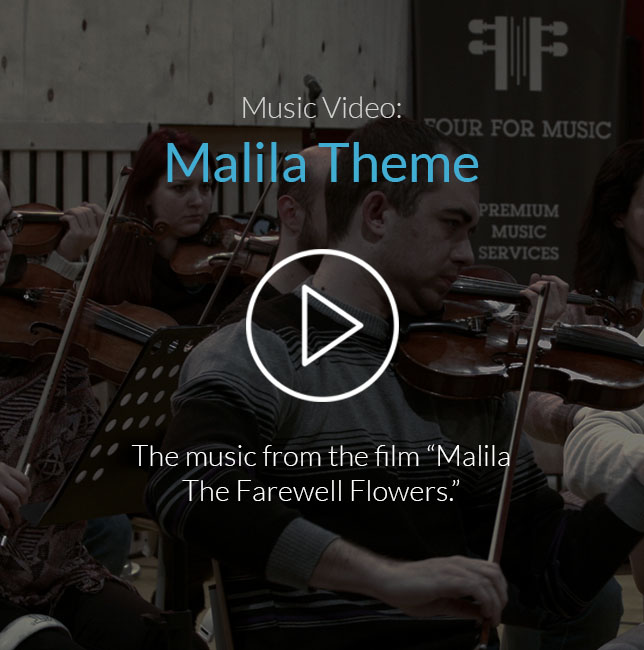 Music Video:
FOUR FOR MUSIC
Malila Theme
PREMIUM
MUSIC
SERVICES
The music from the film “Malila
The Farewell Flowers.”